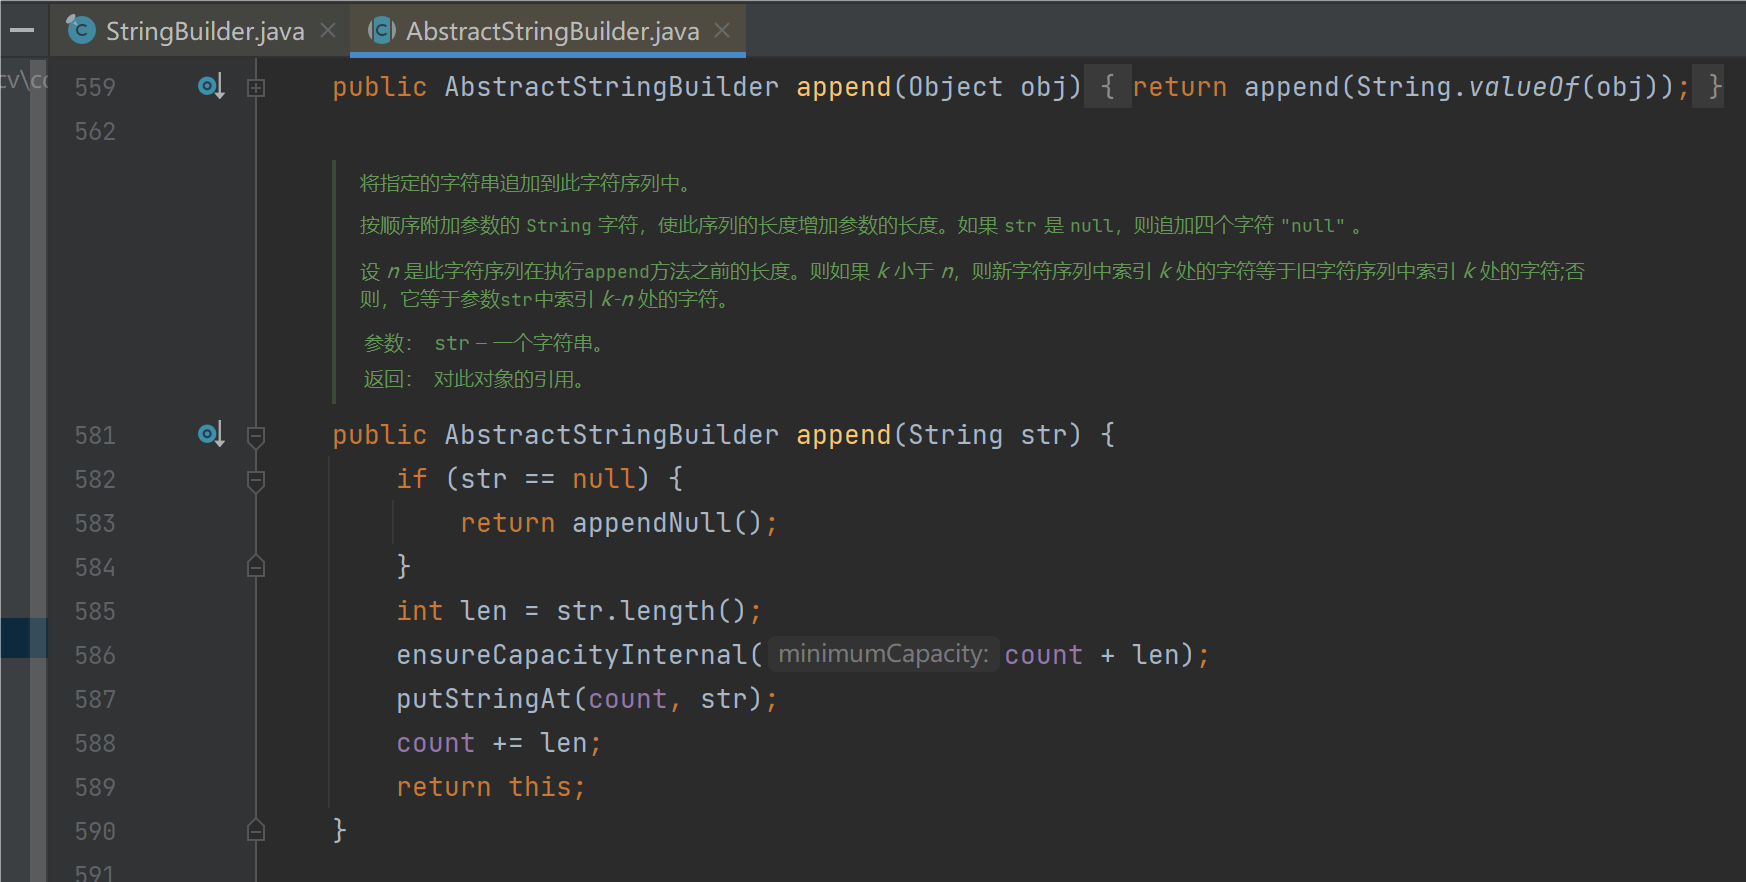 StringBuilder.java
AbstractStringBuilder.java
559 public AbstractStringBuilder append(Object obj) { return append(String.valueOf(obj)); }
562
将指定的字符串追加到此字符序列中。
按顺序附加参数的 String 字符，使此序列的长度增加参数的长度。如果 str 是 null，则追加四个字符 "null" 。
设 n 是此字符序列在执行append方法之前的长度。则如果 k 小于 n，则新字符序列中索引 k 处的字符等于旧字符序列中索引 k 处的字符;否
则，它等于参数str中索引 k-n 处的字符。
参数： str – 一个字符串。
返回： 对此对象的引用。
581 public AbstractStringBuilder append(String str) {
582 if (str == null) {
583 return appendNull();
584 }
585 int len = str.length();
586 ensureCapacityInternal( minimumCapacity: count + len);
587 putStringAt(count, str);
588 count += len;
589 return this;
590 }
591